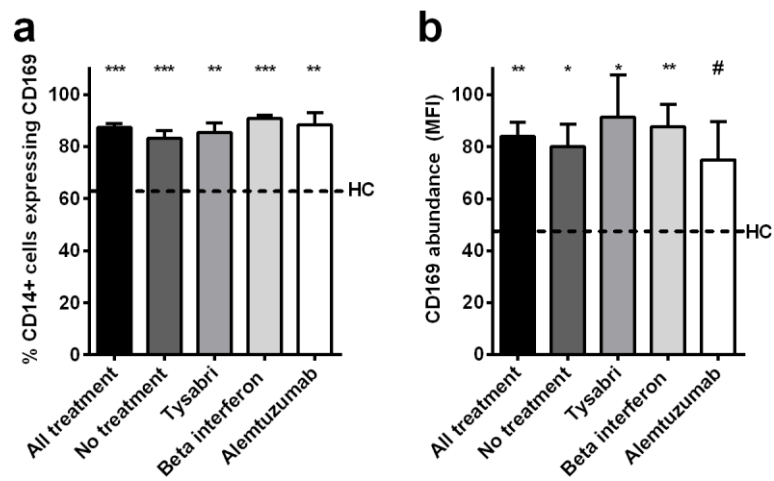 a
% CD14+ cells expressing CD169
100
80
60
40
20
0
*** *** ** *** **
HC
All treatment
No treatment
Tysabri
Beta interferon
Alemtuzumab
b
CD169 abundance (MFI)
100
80
60
40
20
0
** * * ** #
HC
All treatment
No treatment
Tysabri
Beta interferon
Alemtuzumab